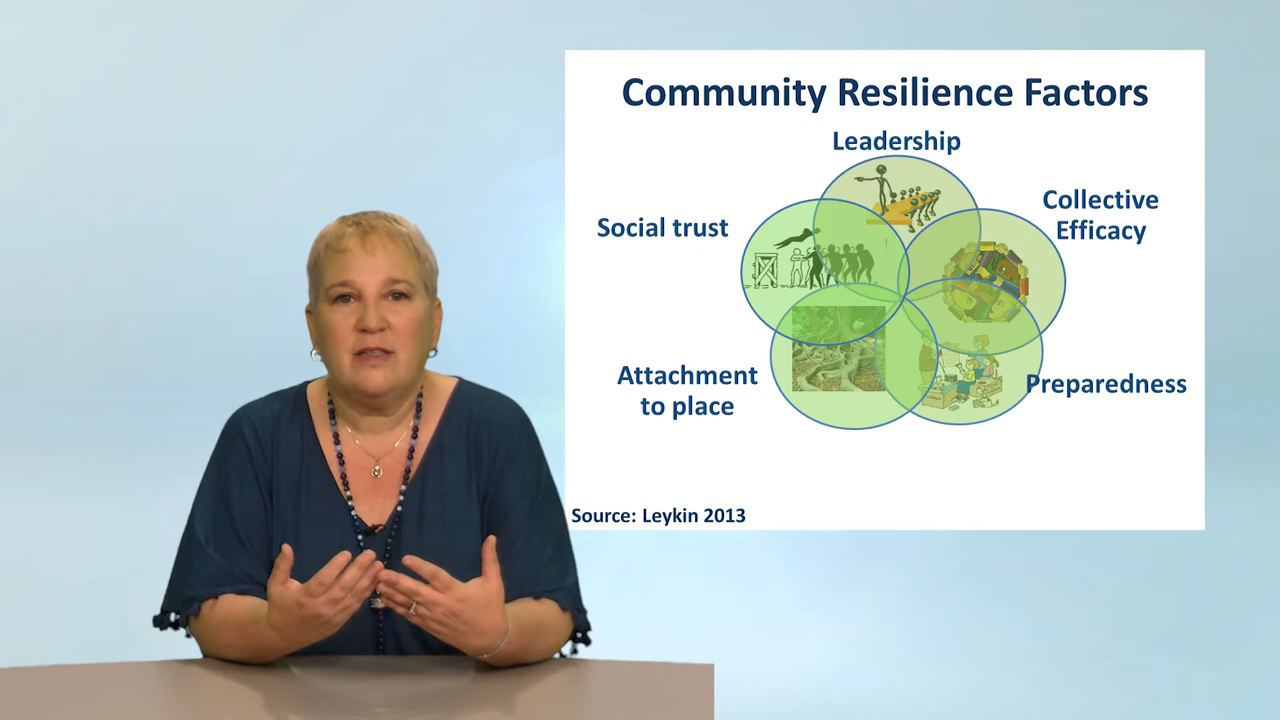 Community Resilience Factors
Leadership
Collective
Efficacy
Social trust
Attachment
to place
Preparedness
Source: Leykin 2013